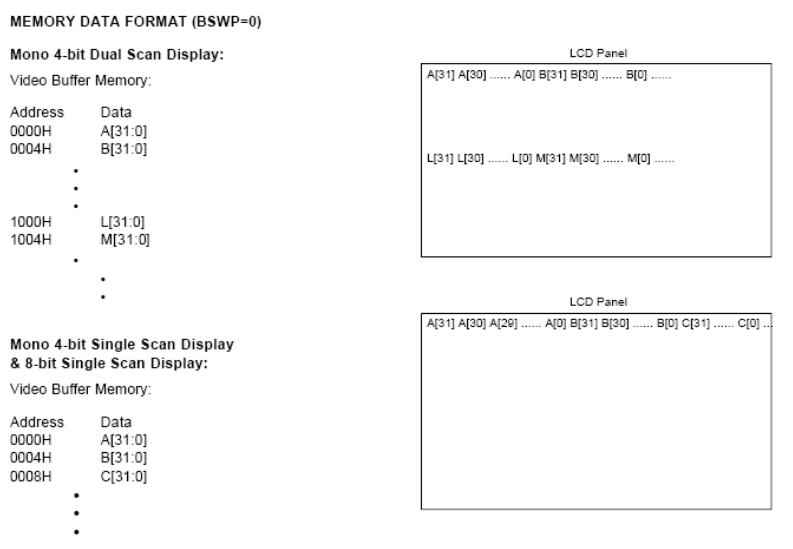 MEMORY DATA FORMAT (BSWP=0)
Mono 4-bit Dual Scan Display:
Video Buffer Memory:
Address Data
0000H A[31:0]
0004H B[31:0]
•
•
•
1000H L[31:0]
1004H M[31:0]
•
•
•
LCD Panel
A[31] A[30] ...... A[0] B[31] B[30] ...... B[0] ......
L[31] L[30] ...... L[0] M[31] M[30] ...... M[0] ......
Mono 4-bit Single Scan Display
& 8-bit Single Scan Display:
Video Buffer Memory:
Address Data
0000H A[31:0]
0004H B[31:0]
0008H C[31:0]
•
•
•
LCD Panel
A[31] A[30] A[29] ...... A[0] B[31] B[30] ...... B[0] C[31] ...... C[0] ...